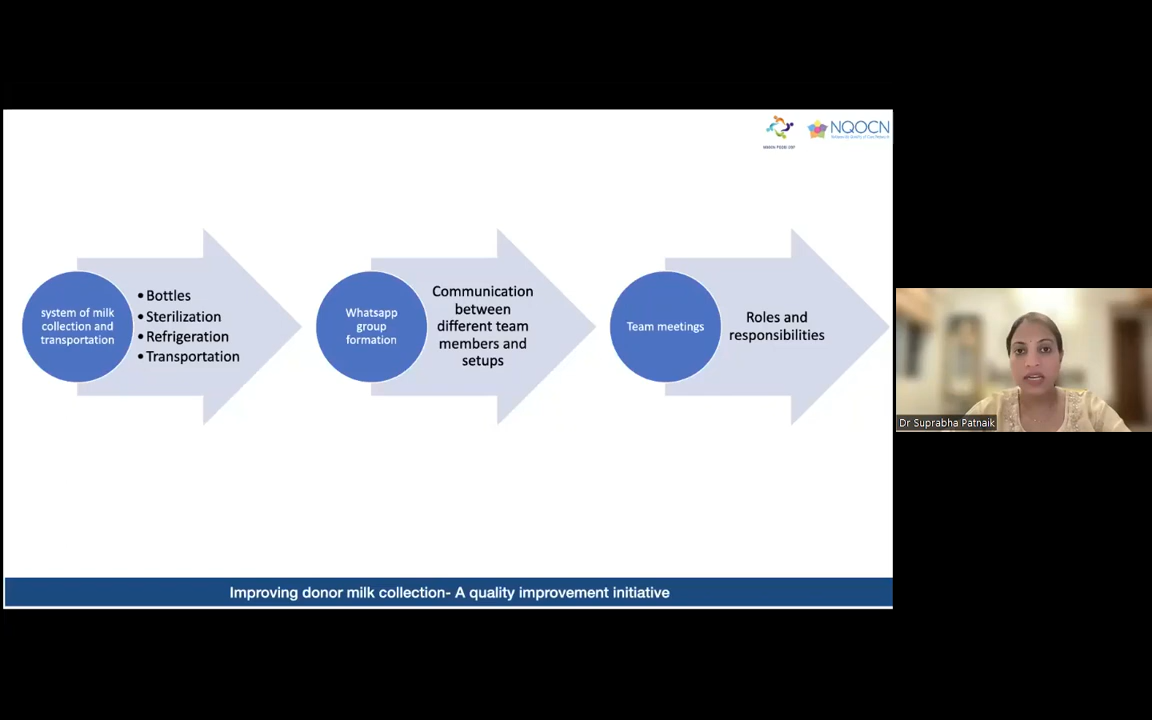 NQOCN
system of milk
collection and
transportation
• Bottles
• Sterilization
• Refrigeration
• Transportation
Whatsapp
group
formation
Communication
between
different team
members and
setups
Team meetings
Roles and
responsibilities
Dr Suprabha Patnaik
Improving donor milk collection- A quality improvement initiative